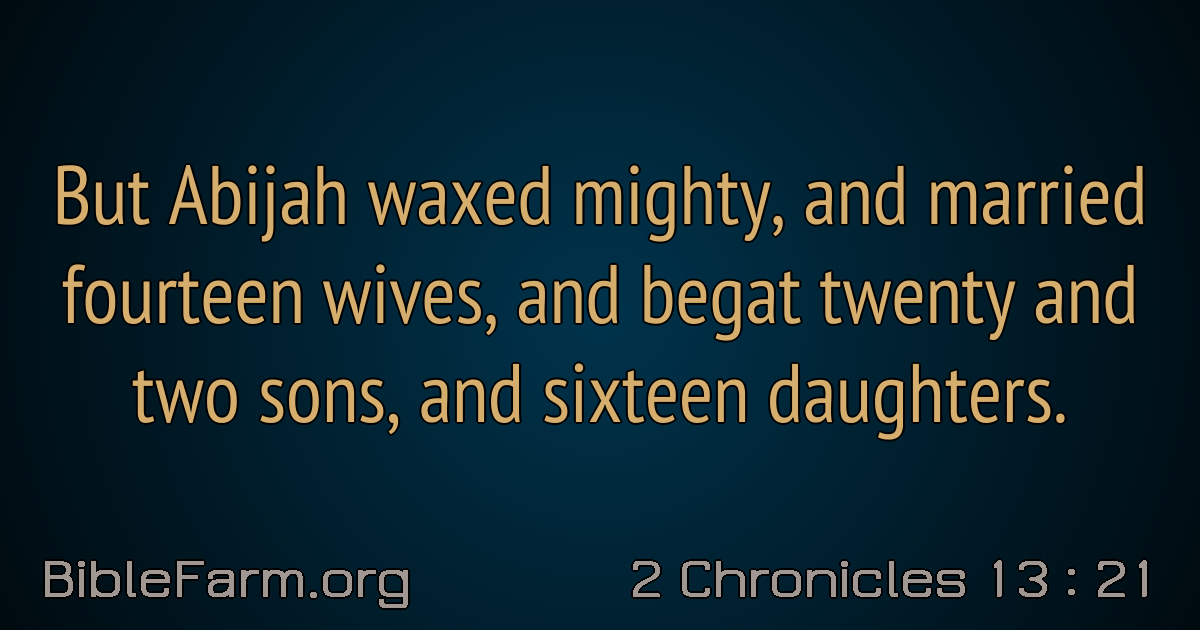 But Abijah waxed mighty, and married
fourteen wives, and begat twenty and
two sons, and sixteen daughters.
BibleFarm.org
2 Chronicles 13 : 21